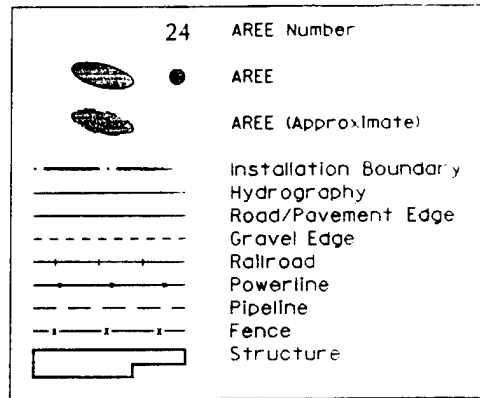 24 AREE Number
AREE
AREE (Approximate)
Installation Boundary
Hydrography
Road/Pavement Edge
Gravel Edge
Railroad
Powerline
Pipeline
Fence
Structure